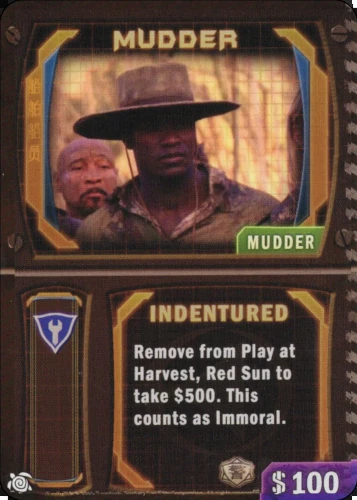 MUDDER
MUDDER
INDENTURED
Remove from Play at
Harvest, Red Sun to
take $500. This
counts as Immoral.
$100